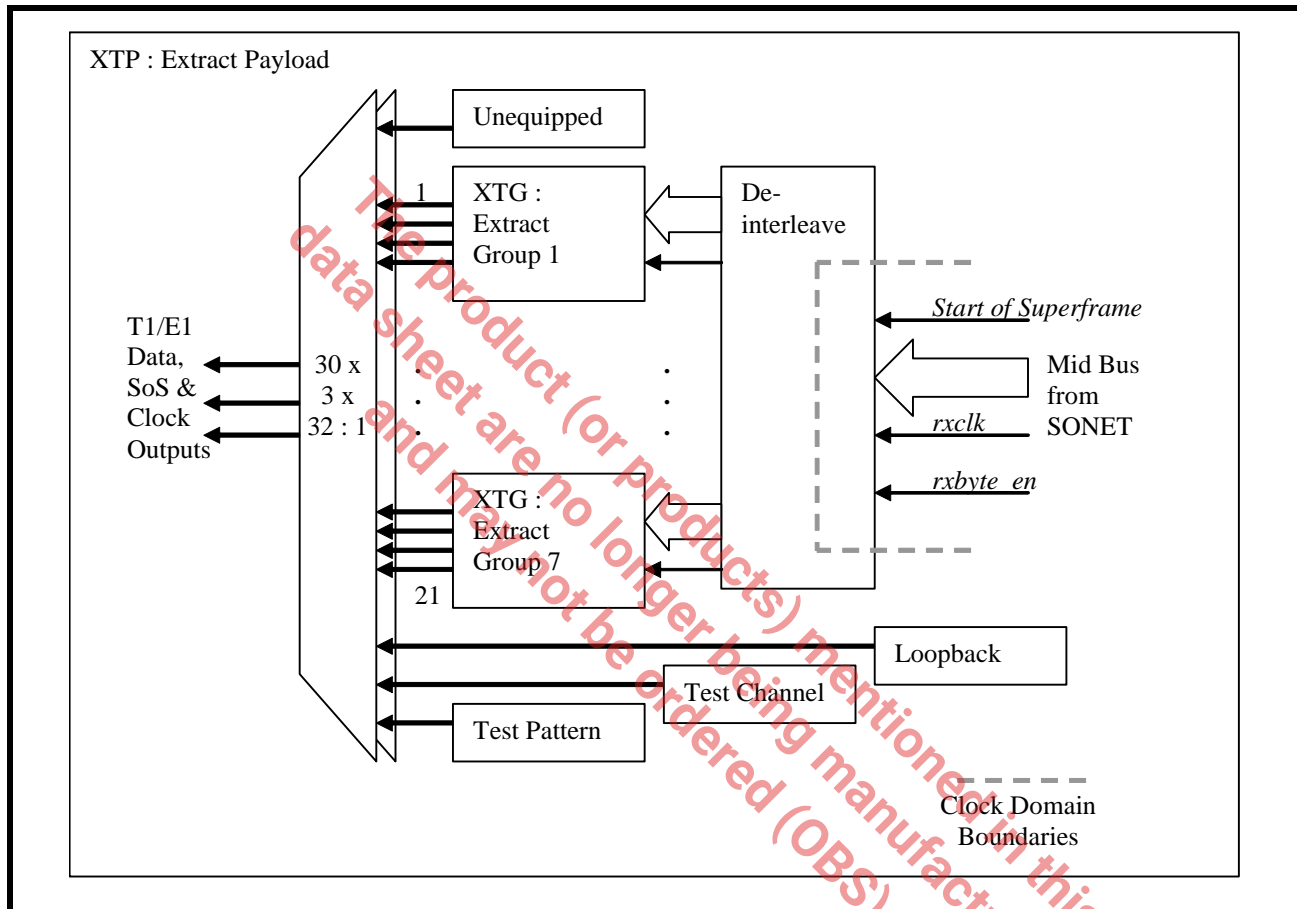 XTP : Extract Payload
Unequipped
1
XTG :
Extract
Group 1
De-
interleave
Start of Superframe
Mid Bus
from
SONET
rxclk
rxbyte_en
T1/E1
Data,
SoS &
Clock
Outputs
30 x
3 x
32 : 1
.
.
.
.
.
.
XTG :
Extract
Group 7
21
Loopback
Test Channel
Test Pattern
Clock Domain
Boundaries
The product (or products) mentioned in this
data sheet are no longer being manufact
and may not be ordered (OBS)